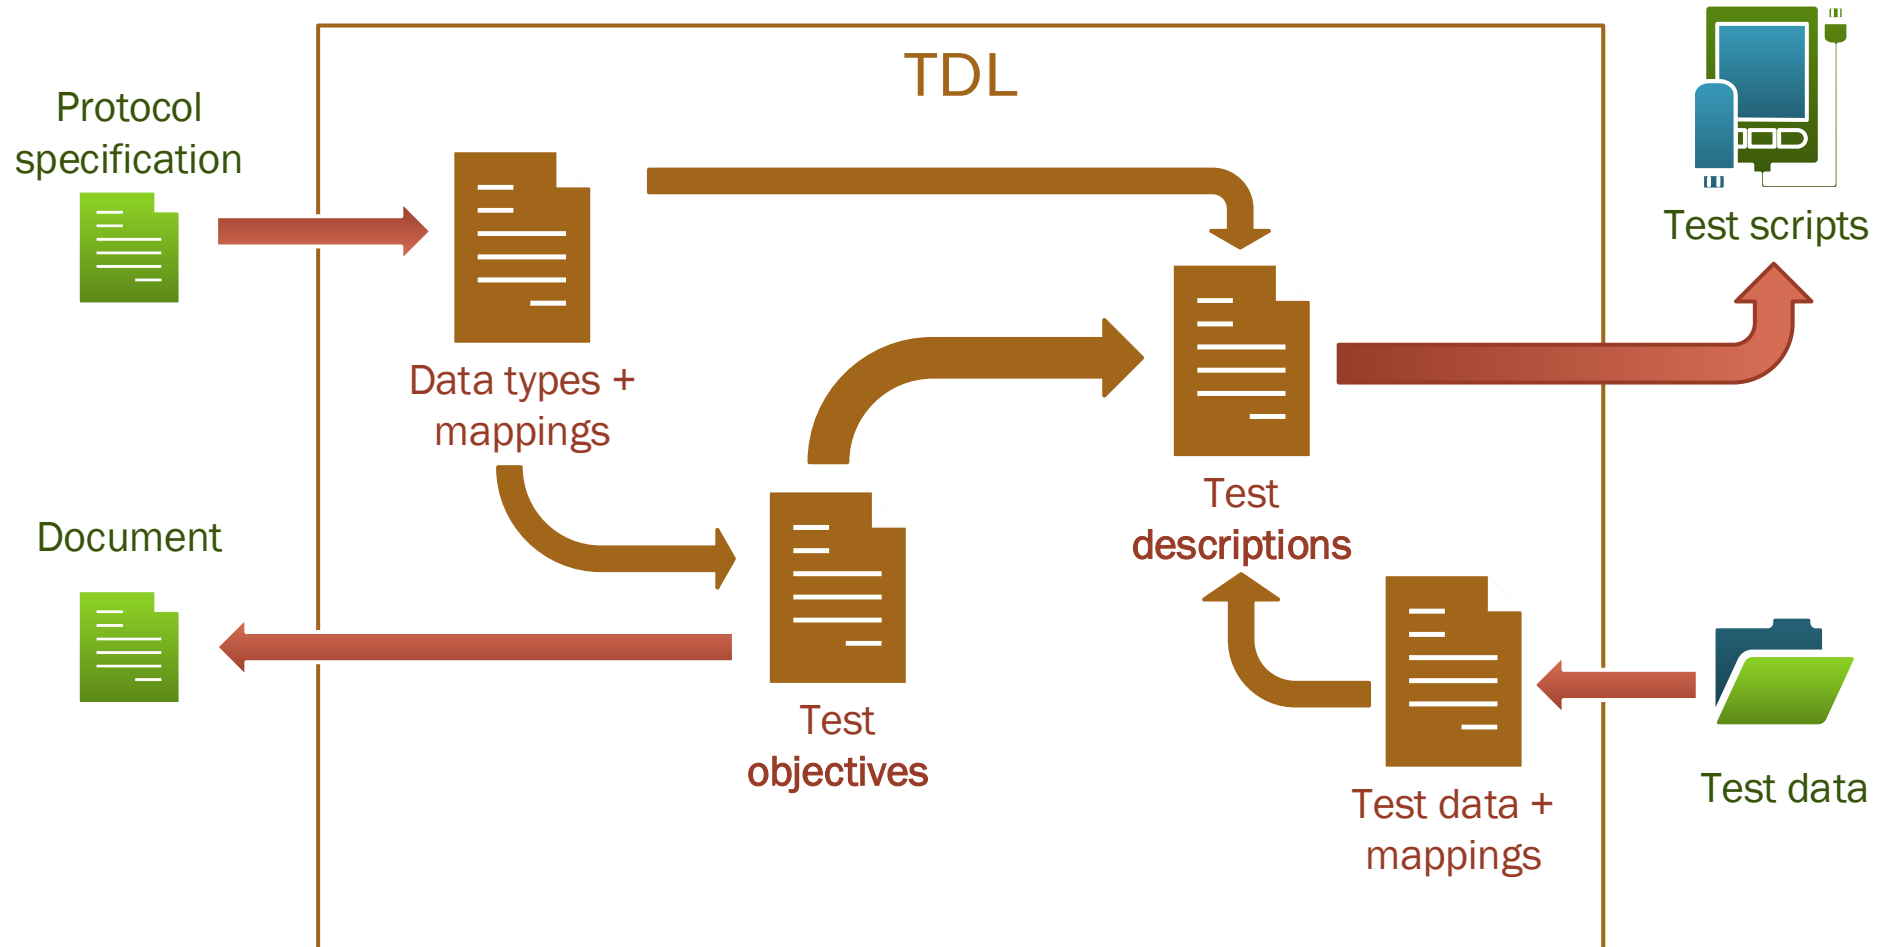 TDL
Protocol
specification
Test scripts
Data types +
mappings
Test
descriptions
Document
Test
objectives
Test data +
mappings
Test data